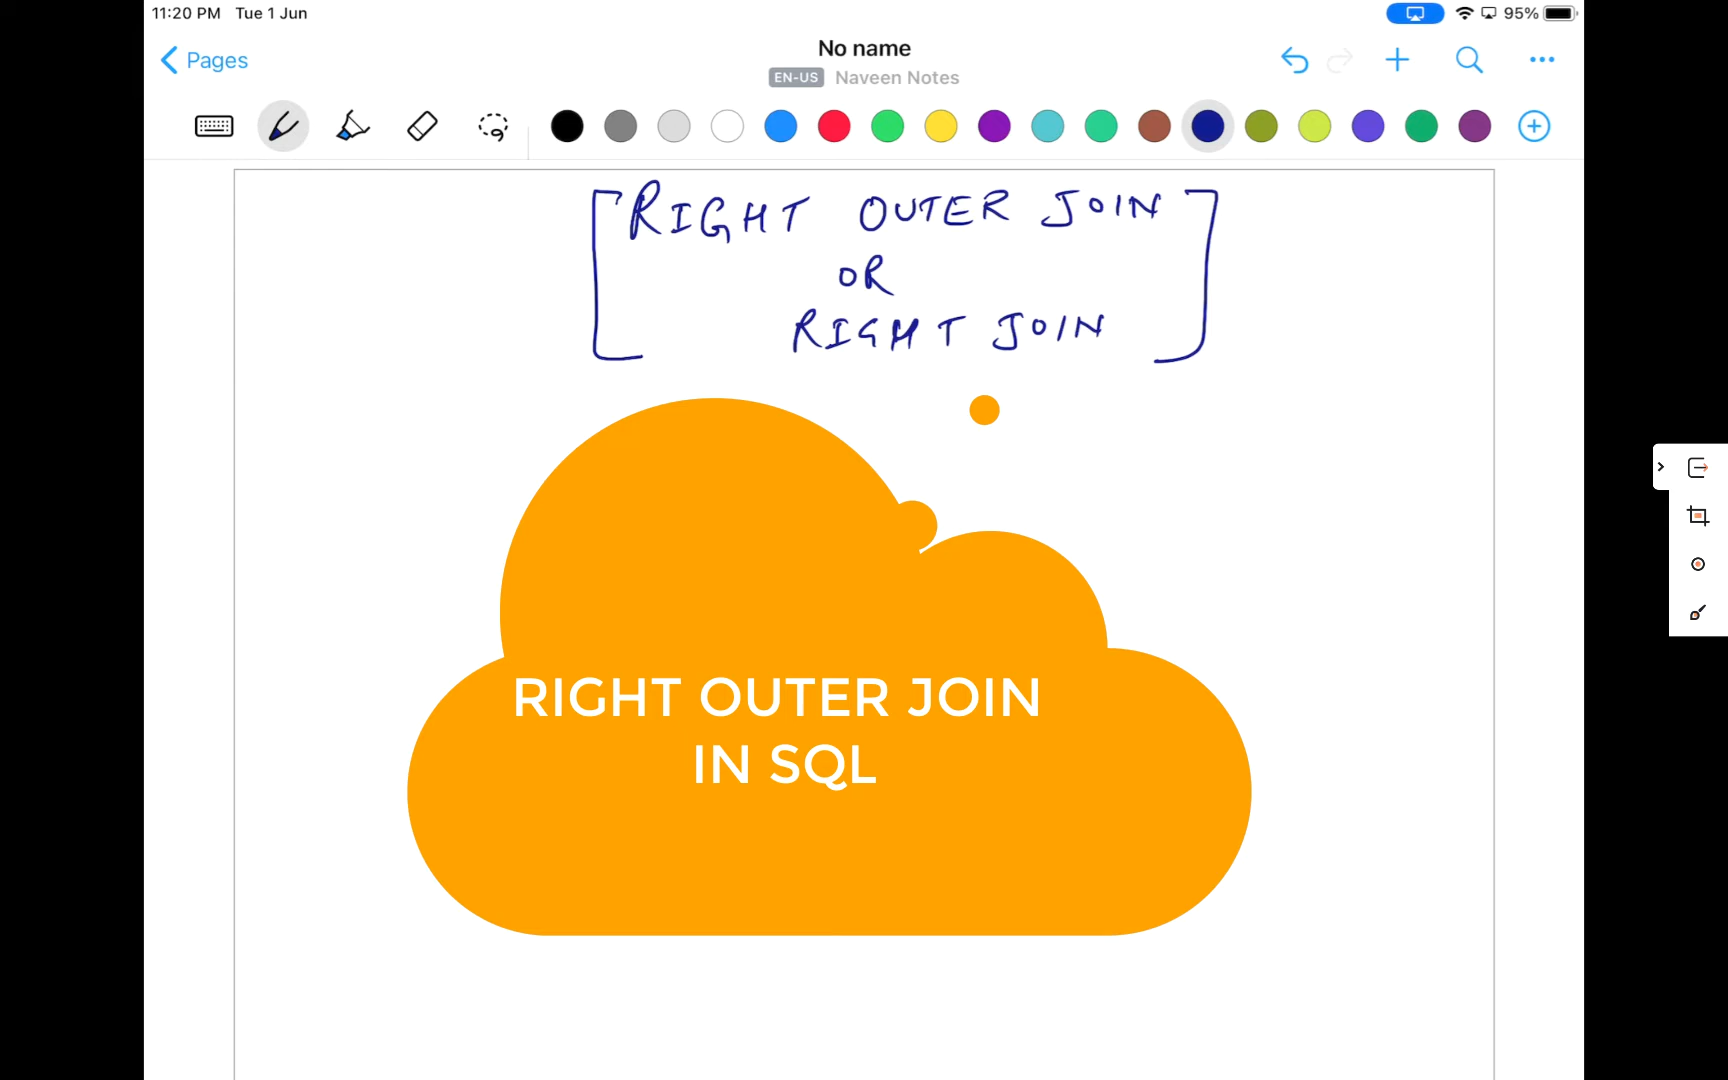 11:20 PM Tue 1 Jun
95%
Pages
No name
EN-US Naveen Notes
RIGHT OUTER JOIN
OR
RIGHT JOIN
RIGHT OUTER JOIN
IN SQL